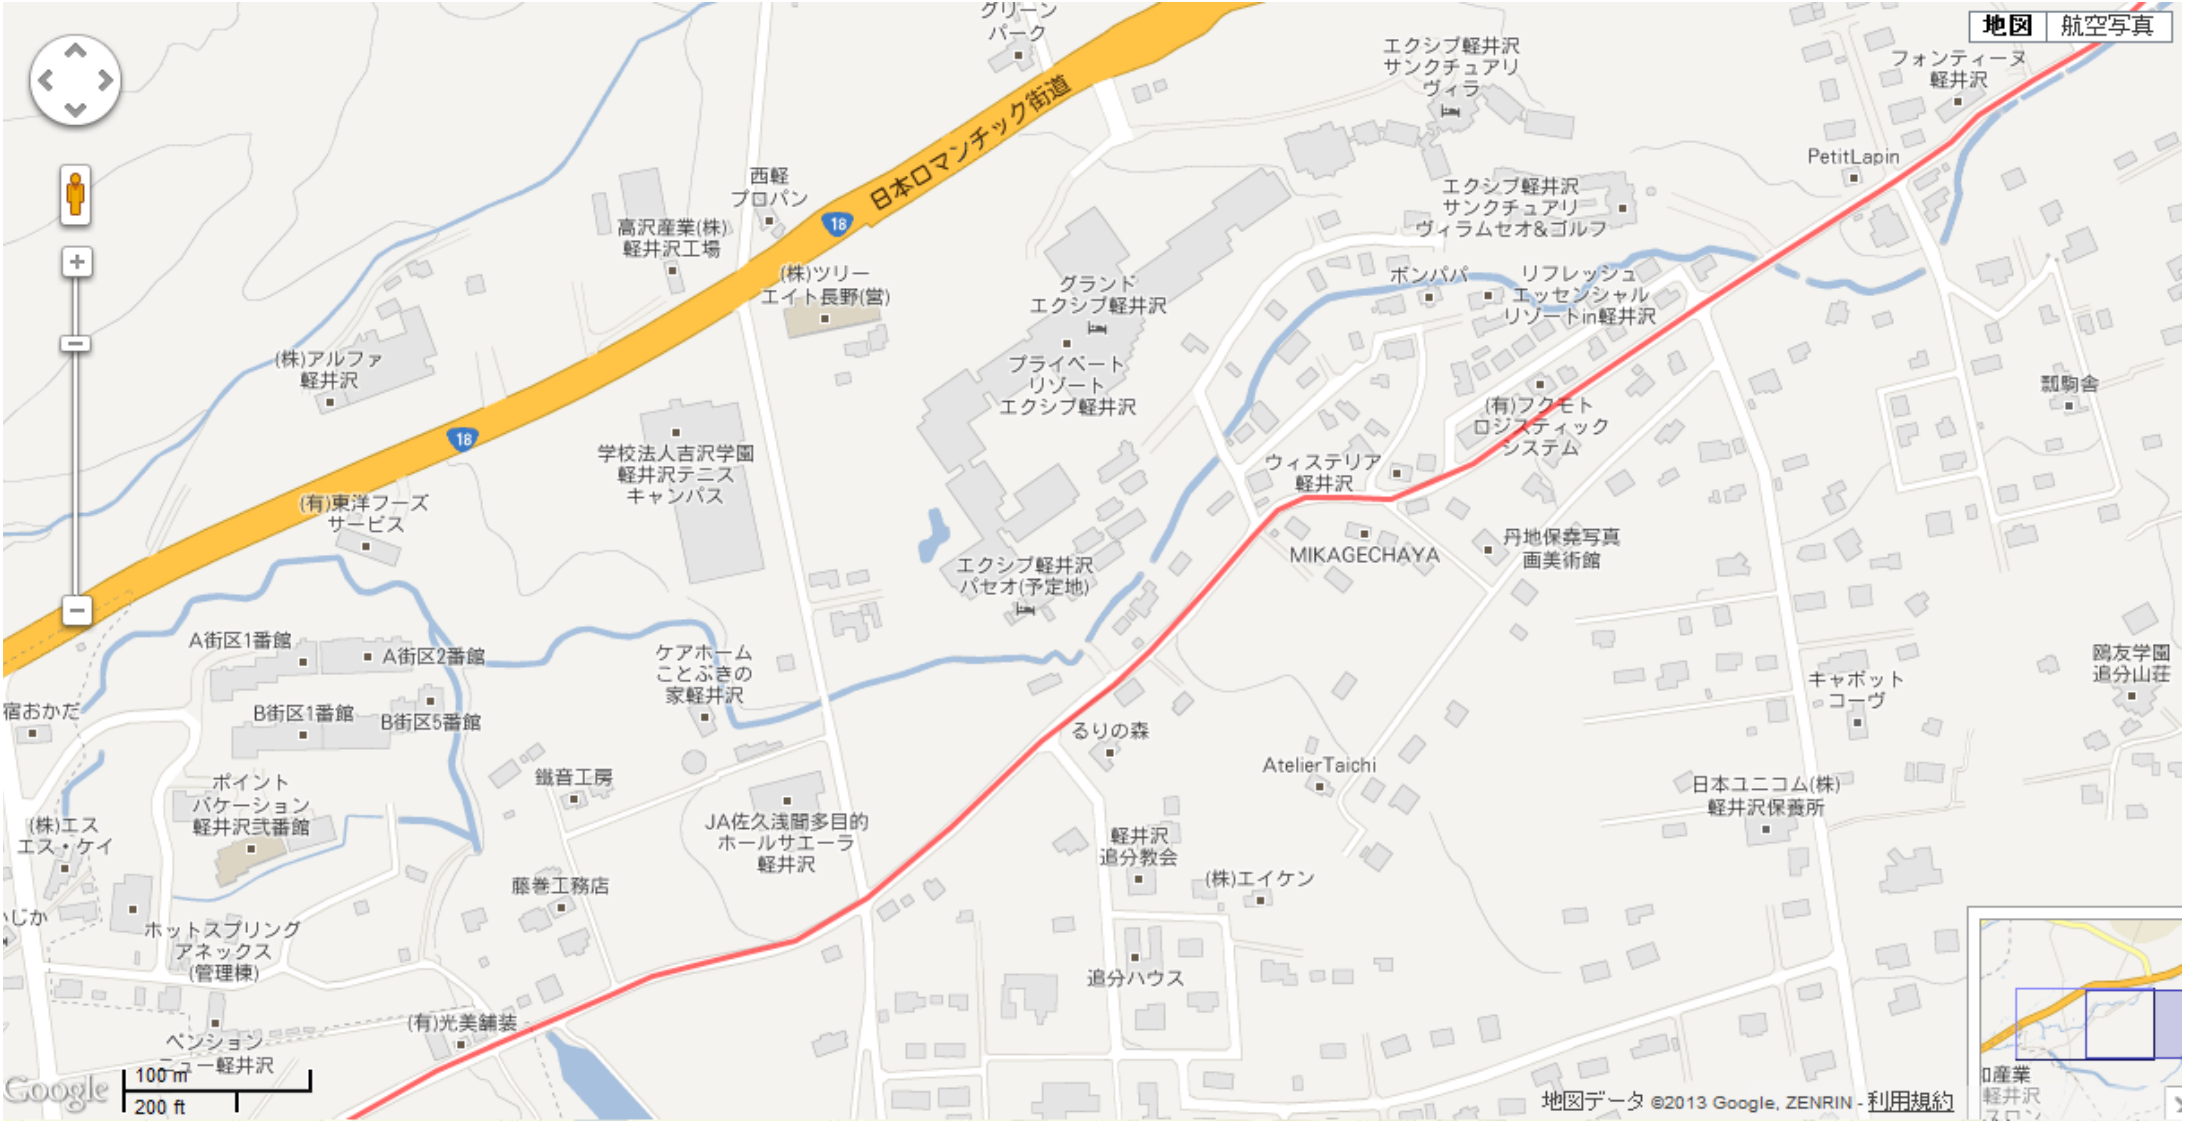 グリーン
パーク
地図
航空写真
エクシブ軽井沢
サンクチュアリ
ヴィラ
フォンティーヌ
軽井沢
日本ロマンチック街道
18
西軽
プロパン
PetitLapin
高沢産業(株)
軽井沢工場
エクシブ軽井沢
サンクチュアリ
ヴィラムセオ&ゴルフ
(株)ツリー
エイト長野(営)
グランド
エクシブ軽井沢
ボンパパ
リフレッシュ
エッセンシャル
リゾートin軽井沢
(株)アルファ
軽井沢
プライベート
リゾート
エクシブ軽井沢
瓢駒舎
(有)フクモト
ロジスティック
システム
18
学校法人吉沢学園
軽井沢テニス
キャンパス
ウィステリア
軽井沢
(有)東洋フーズ
サービス
MIKAGECHAYA
丹地保堯写真
画美術館
エクシブ軽井沢
パセオ(予定地)
A街区1番館
A街区2番館
ケアホーム
ことぶきの
家軽井沢
鴎友学園
追分山荘
キャボット
コーヴ
宿おかだ
B街区1番館
B街区5番館
るりの森
AtelierTaichi
鐵音工房
ポイント
バケーション
軽井沢弐番館
日本ユニコム(株)
軽井沢保養所
(株)エス
エス・ケイ
JA佐久浅間多目的
ホールサエーラ
軽井沢
軽井沢
追分教会
(株)エイケン
藤巻工務店
いじか
ホットスプリング
アネックス
(管理棟)
追分ハウス
(有)光美舗装
ペンション
ニュー軽井沢
Google
100 m
200 ft
産業
軽井沢
スロン
地図データ ©2013 Google, ZENRIN - 利用規約